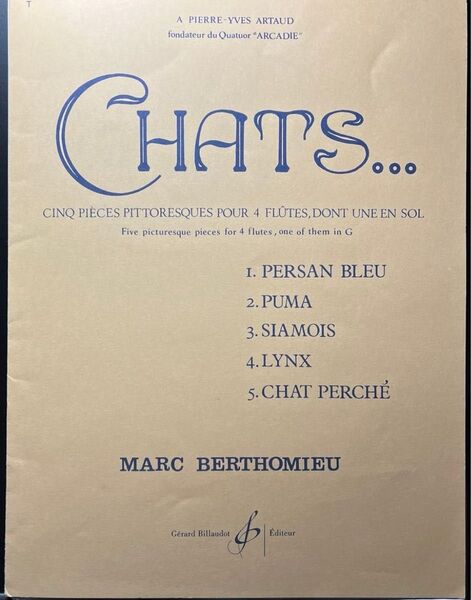 T
A PIERRE-YVES ARTAUD
fondateur du Quatuor "ARCADIE"
CHATS...
CINQ PIÈCES PITTORESQUES POUR 4 FLÛTES, DONT UNE EN SOL
Five picturesque pieces for 4 flutes, one of them in G
1. PERSAN BLEU
2. PUMA
3. SIAMOIS
4. LYNX
5. CHAT PERCHÉ
MARC BERTHOMIEU
Gérard Billaudot Éditeur